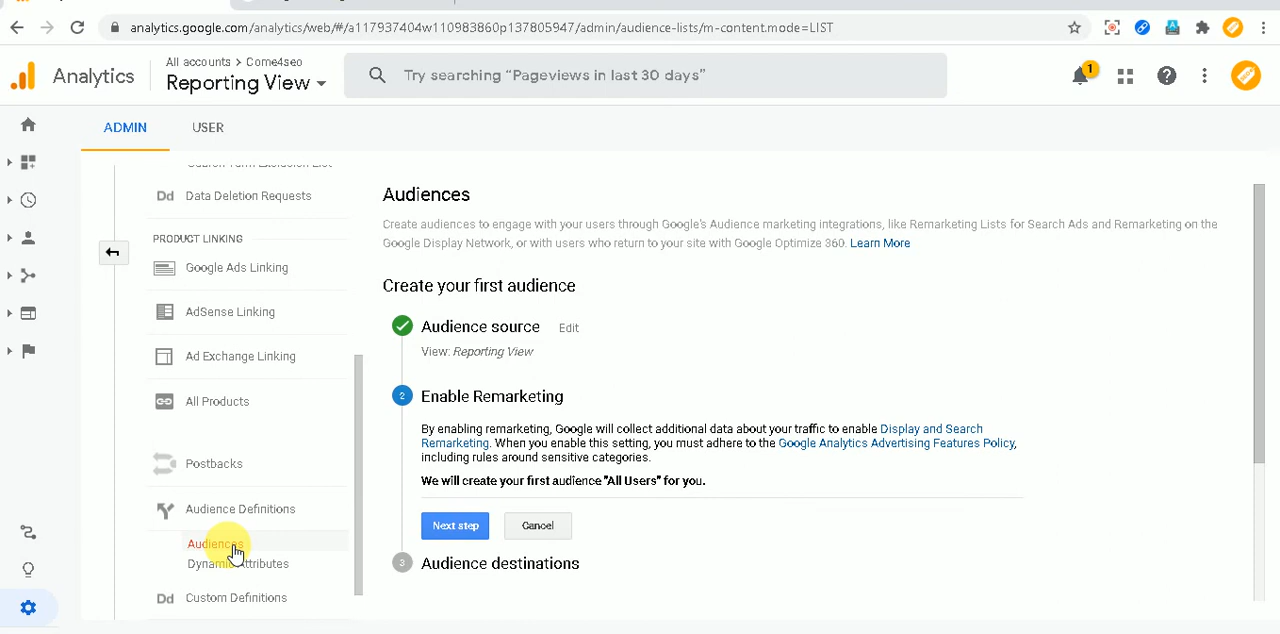 analytics.google.com/analytics/web/#/a117937404w110983860p137805947/admin/audience-lists/m-content.mode=LIST
Analytics
All accounts > Come4seo
Reporting View
Try searching “Pageviews in last 30 days”
1
ADMIN
USER
Dd Data Deletion Requests
PRODUCT LINKING
Google Ads Linking
AdSense Linking
Ad Exchange Linking
All Products
Postbacks
Audience Definitions
Audiences
Dynamic Attributes
Dd Custom Definitions
Audiences
Create audiences to engage with your users through Google's Audience marketing integrations, like Remarketing Lists for Search Ads and Remarketing on the
Google Display Network, or with users who return to your site with Google Optimize 360. Learn More
Create your first audience
Audience source Edit
View: Reporting View
2 Enable Remarketing
By enabling remarketing, Google will collect additional data about your traffic to enable Display and Search
Remarketing. When you enable this setting, you must adhere to the Google Analytics Advertising Features Policy,
including rules around sensitive categories.
We will create your first audience "All Users" for you.
Next step
Cancel
3 Audience destinations